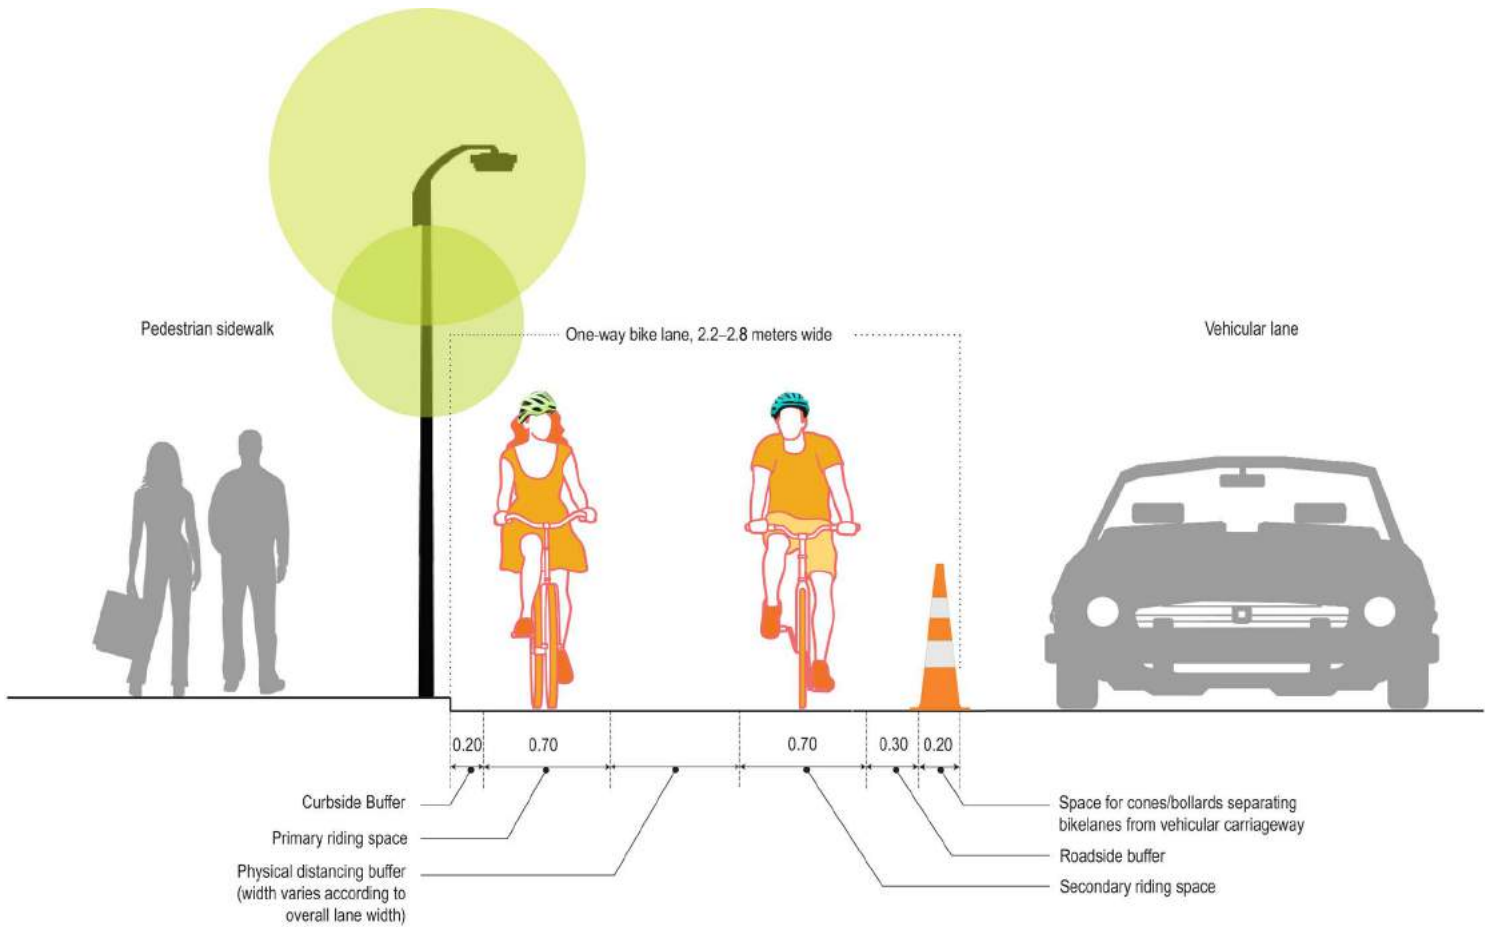 Pedestrian sidewalk
One-way bike lane, 2.2–2.8 meters wide
Vehicular lane
0.20
0.70
0.70
0.30
0.20
Curbside Buffer
Primary riding space
Physical distancing buffer
(width varies according to
overall lane width)
Space for cones/bollards separating
bikelanes from vehicular carriageway
Roadside buffer
Secondary riding space